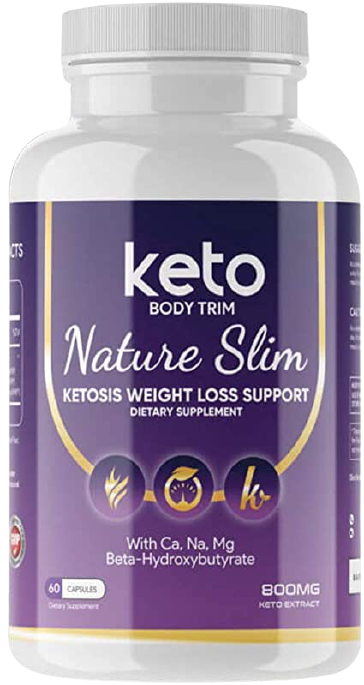 keto
BODY TRIM
Nature Slim
KETOSIS WEIGHT LOSS SUPPORT
DIETARY SUPPLEMENT
k
With Ca, Na, Mg
Beta-Hydroxybutyrate
60 CAPSULES
Dietary Supplement
800MG
KETO EXTRACT